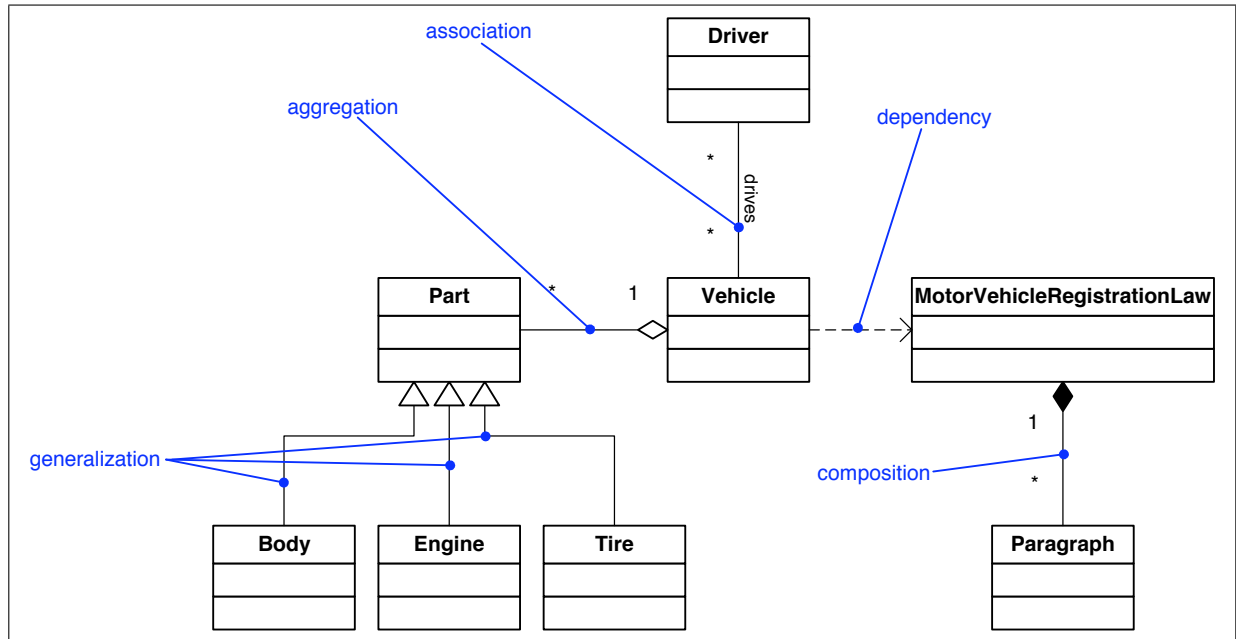 association
Driver
aggregation
dependency
*
drives
*
Part
*
1
Vehicle
MotorVehicleRegistrationLaw
1
generalization
composition
*
Body
Engine
Tire
Paragraph